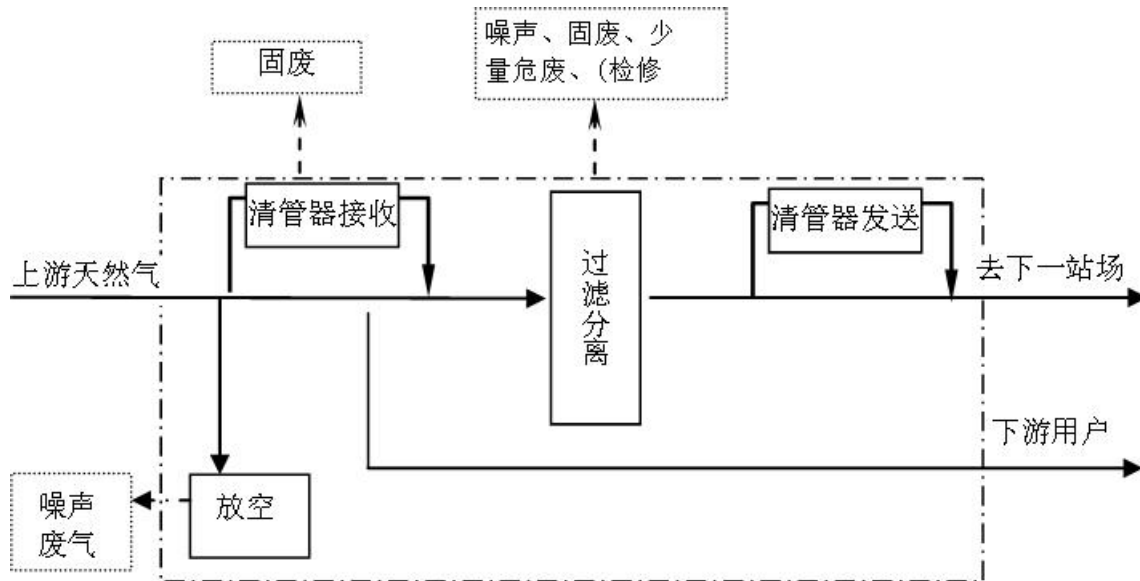 固废
噪声、固废、少
量危废、(检修
清管器接收
清管器发送
上游天然气
过滤分离
去下一站场
下游用户
放空
噪声
废气